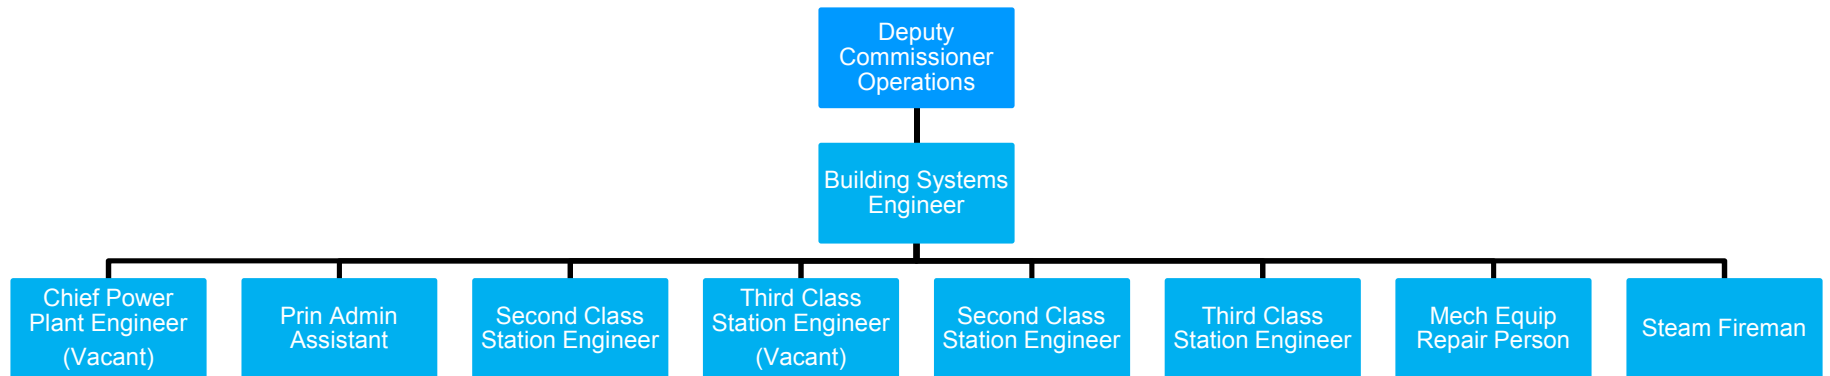 Deputy
Commissioner
Operations
Building Systems
Engineer
Chief Power
Plant Engineer
(Vacant)
Prin Admin
Assistant
Second Class
Station Engineer
Third Class
Station Engineer
(Vacant)
Second Class
Station Engineer
Third Class
Station Engineer
Mech Equip
Repair Person
Steam Fireman